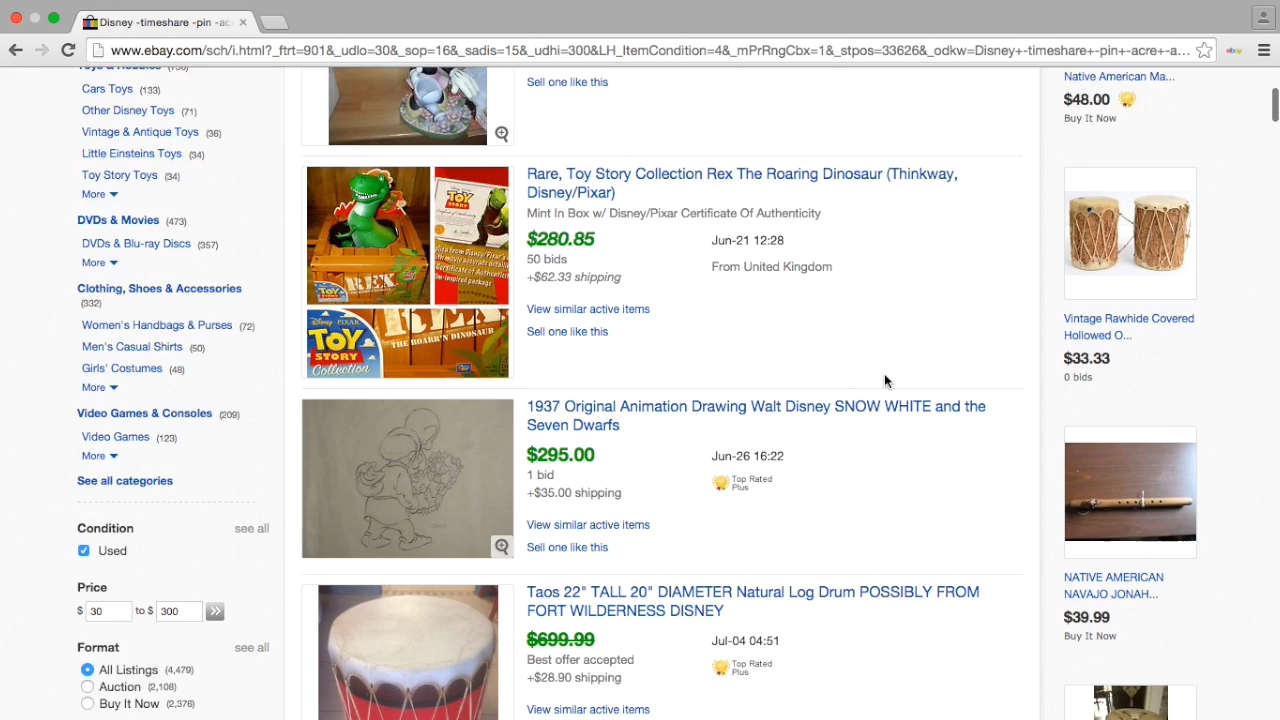 Disney -timeshare -pin -ac
www.ebay.com/sch/i.html?_ftrt=901&_udlo=30&_sop=16&_sadis=15&_udhi=300&LH_ItemCondition=4&_mPrRngCbx=1&_stpos=33626&_odkw=Disney+-timeshare+-pin+-acre+-a...
ebay
Toys & Hobbies
Cars Toys (133)
Other Disney Toys (71)
Vintage & Antique Toys (36)
Little Einsteins Toys (34)
Toy Story Toys (34)
More
DVDs & Movies (473)
DVDs & Blu-ray Discs (357)
More
Clothing, Shoes & Accessories
(332)
Women's Handbags & Purses (72)
Men's Casual Shirts (50)
Girls' Costumes (48)
More
Video Games & Consoles (209)
Video Games (123)
More
See all categories
Condition see all
Used
Price
$ 30 to $ 300
Format see all
All Listings (4,479)
Auction (2,108)
Buy It Now (2,376)
Sell one like this
Rare, Toy Story Collection Rex The Roaring Dinosaur (Thinkway,
Disney/Pixar)
Mint In Box w/ Disney/Pixar Certificate Of Authenticity
$280.85 Jun-21 12:28
50 bids From United Kingdom
+$62.33 shipping
View similar active items
Sell one like this
TOY STORY
REX
TOY
STORY
Disney PIXAR
TOY
STORY
Collection
REX
THE ROARIN' DINOSAUR
1937 Original Animation Drawing Walt Disney SNOW WHITE and the
Seven Dwarfs
$295.00 Jun-26 16:22
1 bid Top Rated
Plus
+$35.00 shipping
View similar active items
Sell one like this
Taos 22" TALL 20" DIAMETER Natural Log Drum POSSIBLY FROM
FORT WILDERNESS DISNEY
$699.99 Jul-04 04:51
Best offer accepted Top Rated
Plus
+$28.90 shipping
View similar active items
Native American Ma...
$48.00
Buy It Now
Vintage Rawhide Covered
Hollowed O...
$33.33
0 bids
NATIVE AMERICAN
NAVAJO JONAH...
$39.99
Buy It Now